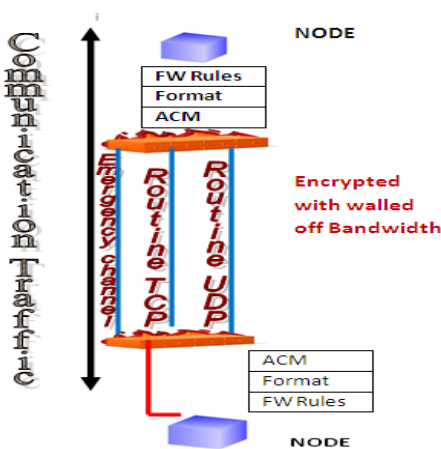 Communication Traffic
NODE
FW Rules
Format
ACM
Emergency channel
Routine TCP
Routine UDP
Encrypted
with walled
off Bandwidth
ACM
Format
FW Rules
NODE